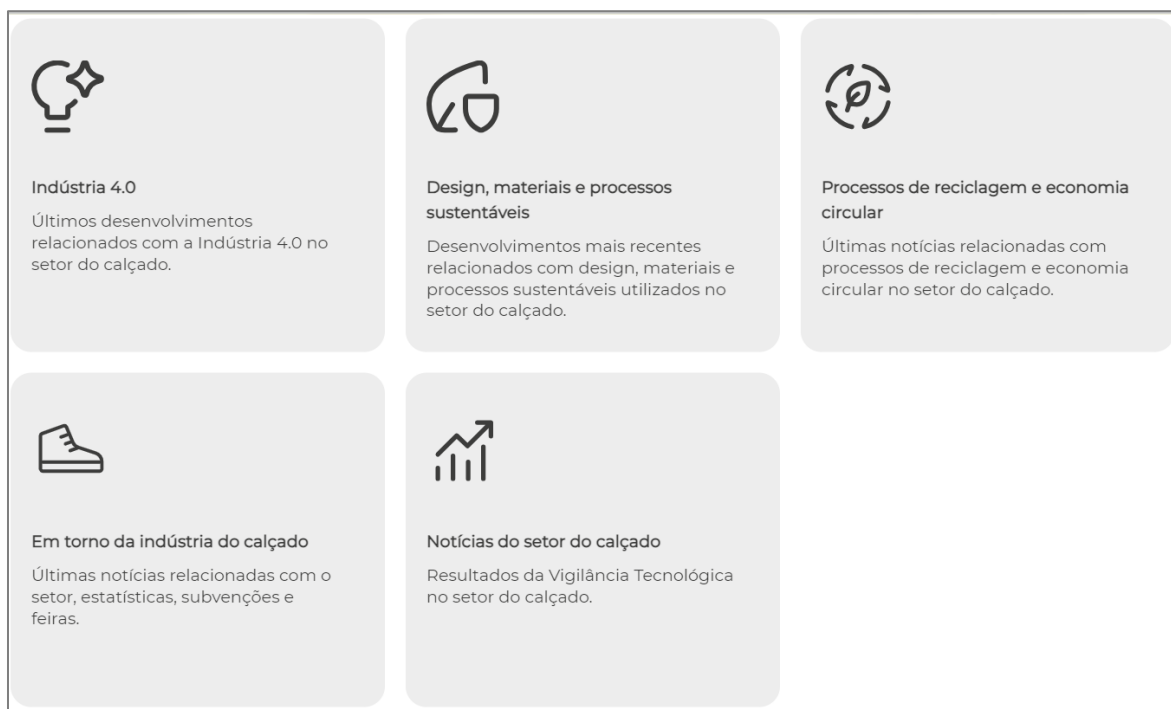 Indústria 4.0
Últimos desenvolvimentos
relacionados com a Indústria 4.0 no
setor do calçado.
Design, materiais e processos
sustentáveis
Desenvolvimentos mais recentes
relacionados com design, materiais e
processos sustentáveis utilizados no
setor do calçado.
Processos de reciclagem e economia
circular
Últimas notícias relacionadas com
processos de reciclagem e economia
circular no setor do calçado.
Em torno da indústria do calçado
Últimas notícias relacionadas com o
setor, estatísticas, subvenções e
feiras.
Notícias do setor do calçado
Resultados da Vigilância Tecnológica
no setor do calçado.